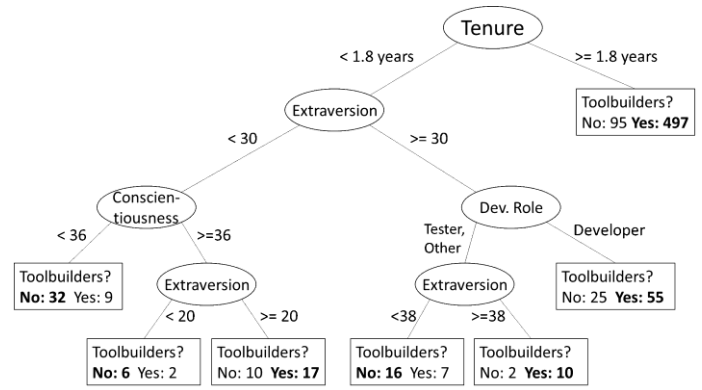 Tenure
< 1.8 years
>= 1.8 years
Toolbuilders?
No: 95 Yes: 497
Extraversion
< 30
>= 30
Conscien-
tiousness
Dev. Role
< 36
>=36
Tester,
Other
Developer
Toolbuilders?
No: 32 Yes: 9
Extraversion
Extraversion
Toolbuilders?
No: 25 Yes: 55
< 20
>= 20
<38
>=38
Toolbuilders?
No: 6 Yes: 2
Toolbuilders?
No: 10 Yes: 17
Toolbuilders?
No: 16 Yes: 7
Toolbuilders?
No: 2 Yes: 10